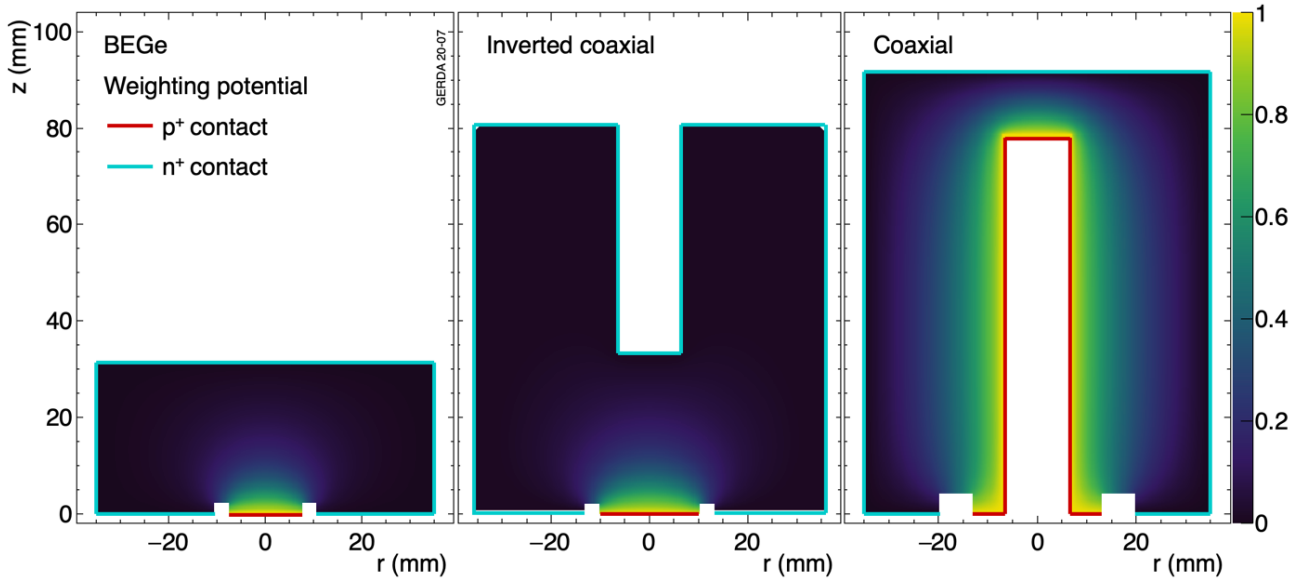 BEGe
Weighting potential
p⁺ contact
n⁺ contact
GERDA 20-07
Inverted coaxial
Coaxial
z (mm)
100
80
60
40
20
0
1
0.8
0.6
0.4
0.2
0
−20 0 20
r (mm)
−20 0 20
r (mm)
−20 0 20
r (mm)